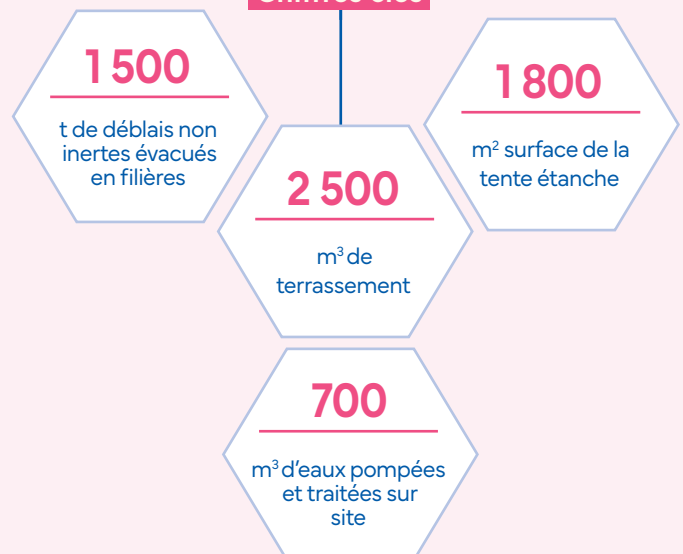 1 500
t de déblais non
inertes évacués
en filières
1 800
m² surface de la
tente étanche
2 500
m³ de
terrassement
700
m³ d'eaux pompées
et traitées sur
site